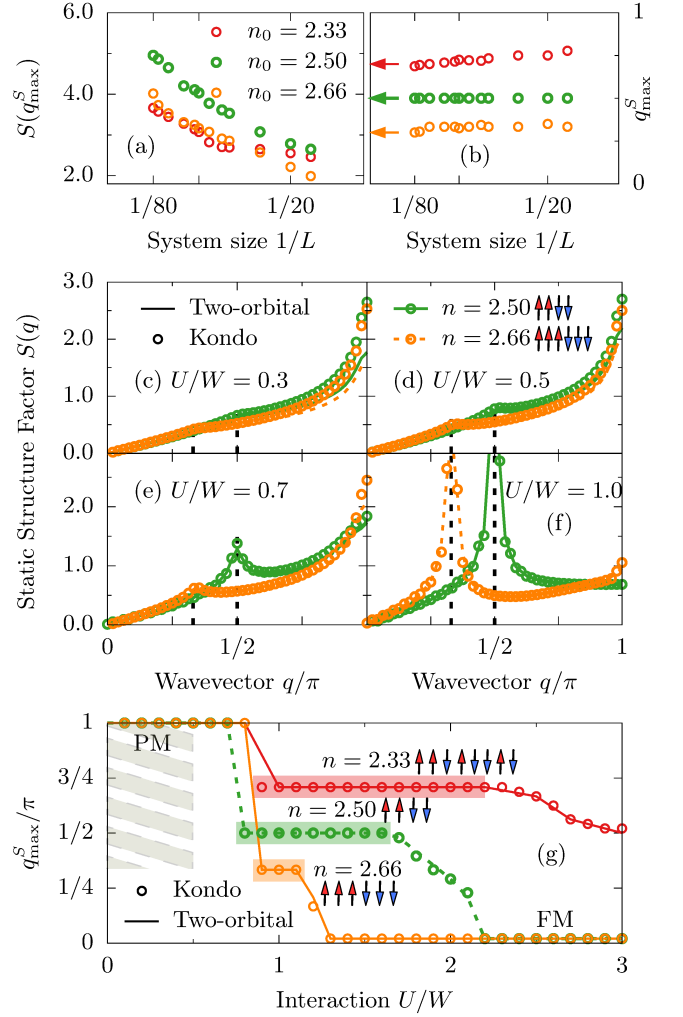 6.0
4.0
2.0
S(q^S_max)
n₀ = 2.33
n₀ = 2.50
n₀ = 2.66
(a)
1/80
1/20
System size 1/L
1
0
q^S_max
(b)
1/80
1/20
System size 1/L
Static Structure Factor S(q)
3.0
2.0
1.0
0.0
Two-orbital
Kondo
(c) U/W = 0.3
n = 2.50
n = 2.66
(d) U/W = 0.5
2.0
1.0
0.0
(e) U/W = 0.7
U/W = 1.0
(f)
0
1/2
1/2
1
Wavevector q/π
Wavevector q/π
q^S_max/π
1
3/4
1/2
1/4
0
PM
n = 2.33
n = 2.50
n = 2.66
(g)
Kondo
Two-orbital
FM
0
1
2
3
Interaction U/W